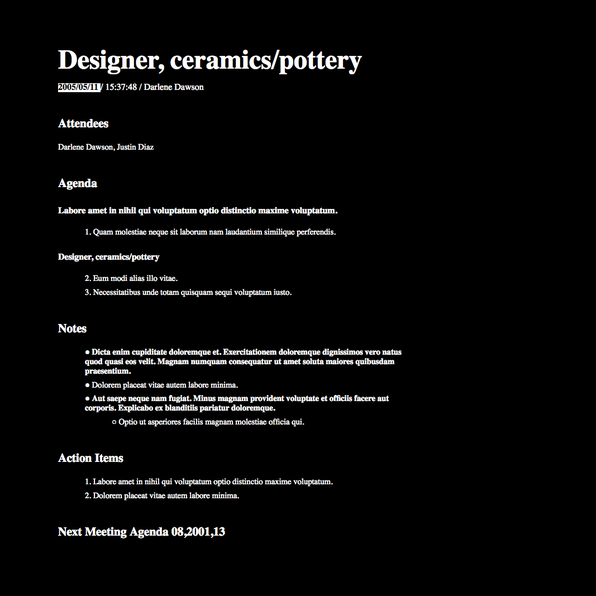 Designer, ceramics/pottery
2005/05/11/ 15:37:48 / Darlene Dawson
Attendees
Darlene Dawson, Justin Diaz
Agenda
Labore amet in nihil qui voluptatum optio distinctio maxime voluptatum.
1. Quam molestiae neque sit laborum nam laudantium similique perferendis.
Designer, ceramics/pottery
2. Eum modi alias illo vitae.
3. Necessitatibus unde totam quisquam sequi voluptatum iusto.
Notes
● Dicta enim cupiditate doloremque et. Exercitationem doloremque dignissimos vero natus
quod quasi eos velit. Magnam numquam consequatur ut amet soluta maiores quibusdam
praesentium.
● Dolorem placeat vitae autem labore minima.
● Aut saepe neque nam fugiat. Minus magnam provident voluptate et officiis facere aut
corporis. Explicabo ex blanditiis pariatur doloremque.
○ Optio ut asperiores facilis magnam molestiae officia qui.
Action Items
1. Labore amet in nihil qui voluptatum optio distinctio maxime voluptatum.
2. Dolorem placeat vitae autem labore minima.
Next Meeting Agenda 08,2001,13